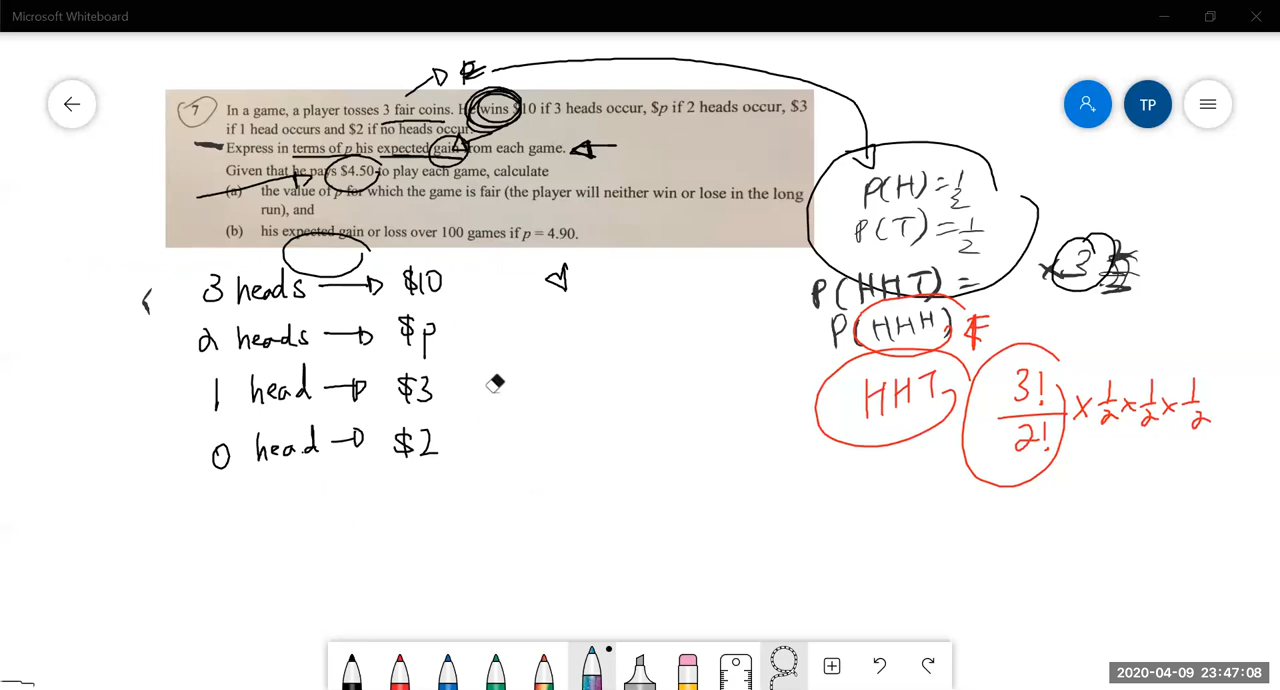 Microsoft Whiteboard
TP
7 In a game, a player tosses 3 fair coins. He wins $10 if 3 heads occur, $p if 2 heads occur, $3
if 1 head occurs and $2 if no heads occur.
Express in terms of p his expected gain from each game.
Given that he pays $4.50 to play each game, calculate
(a) the value of p for which the game is fair (the player will neither win or lose in the long
run), and
(b) his expected gain or loss over 100 games if p = 4.90.
3 heads → $10
2 heads → $p
1 head → $3
0 head → $2
P(H) = 1/2
P(T) = 1/2
P(HHT) = × 3
P(HHH)
HHT 3!/2! × 1/2 × 1/2 × 1/2
2020-04-09 23:47:08